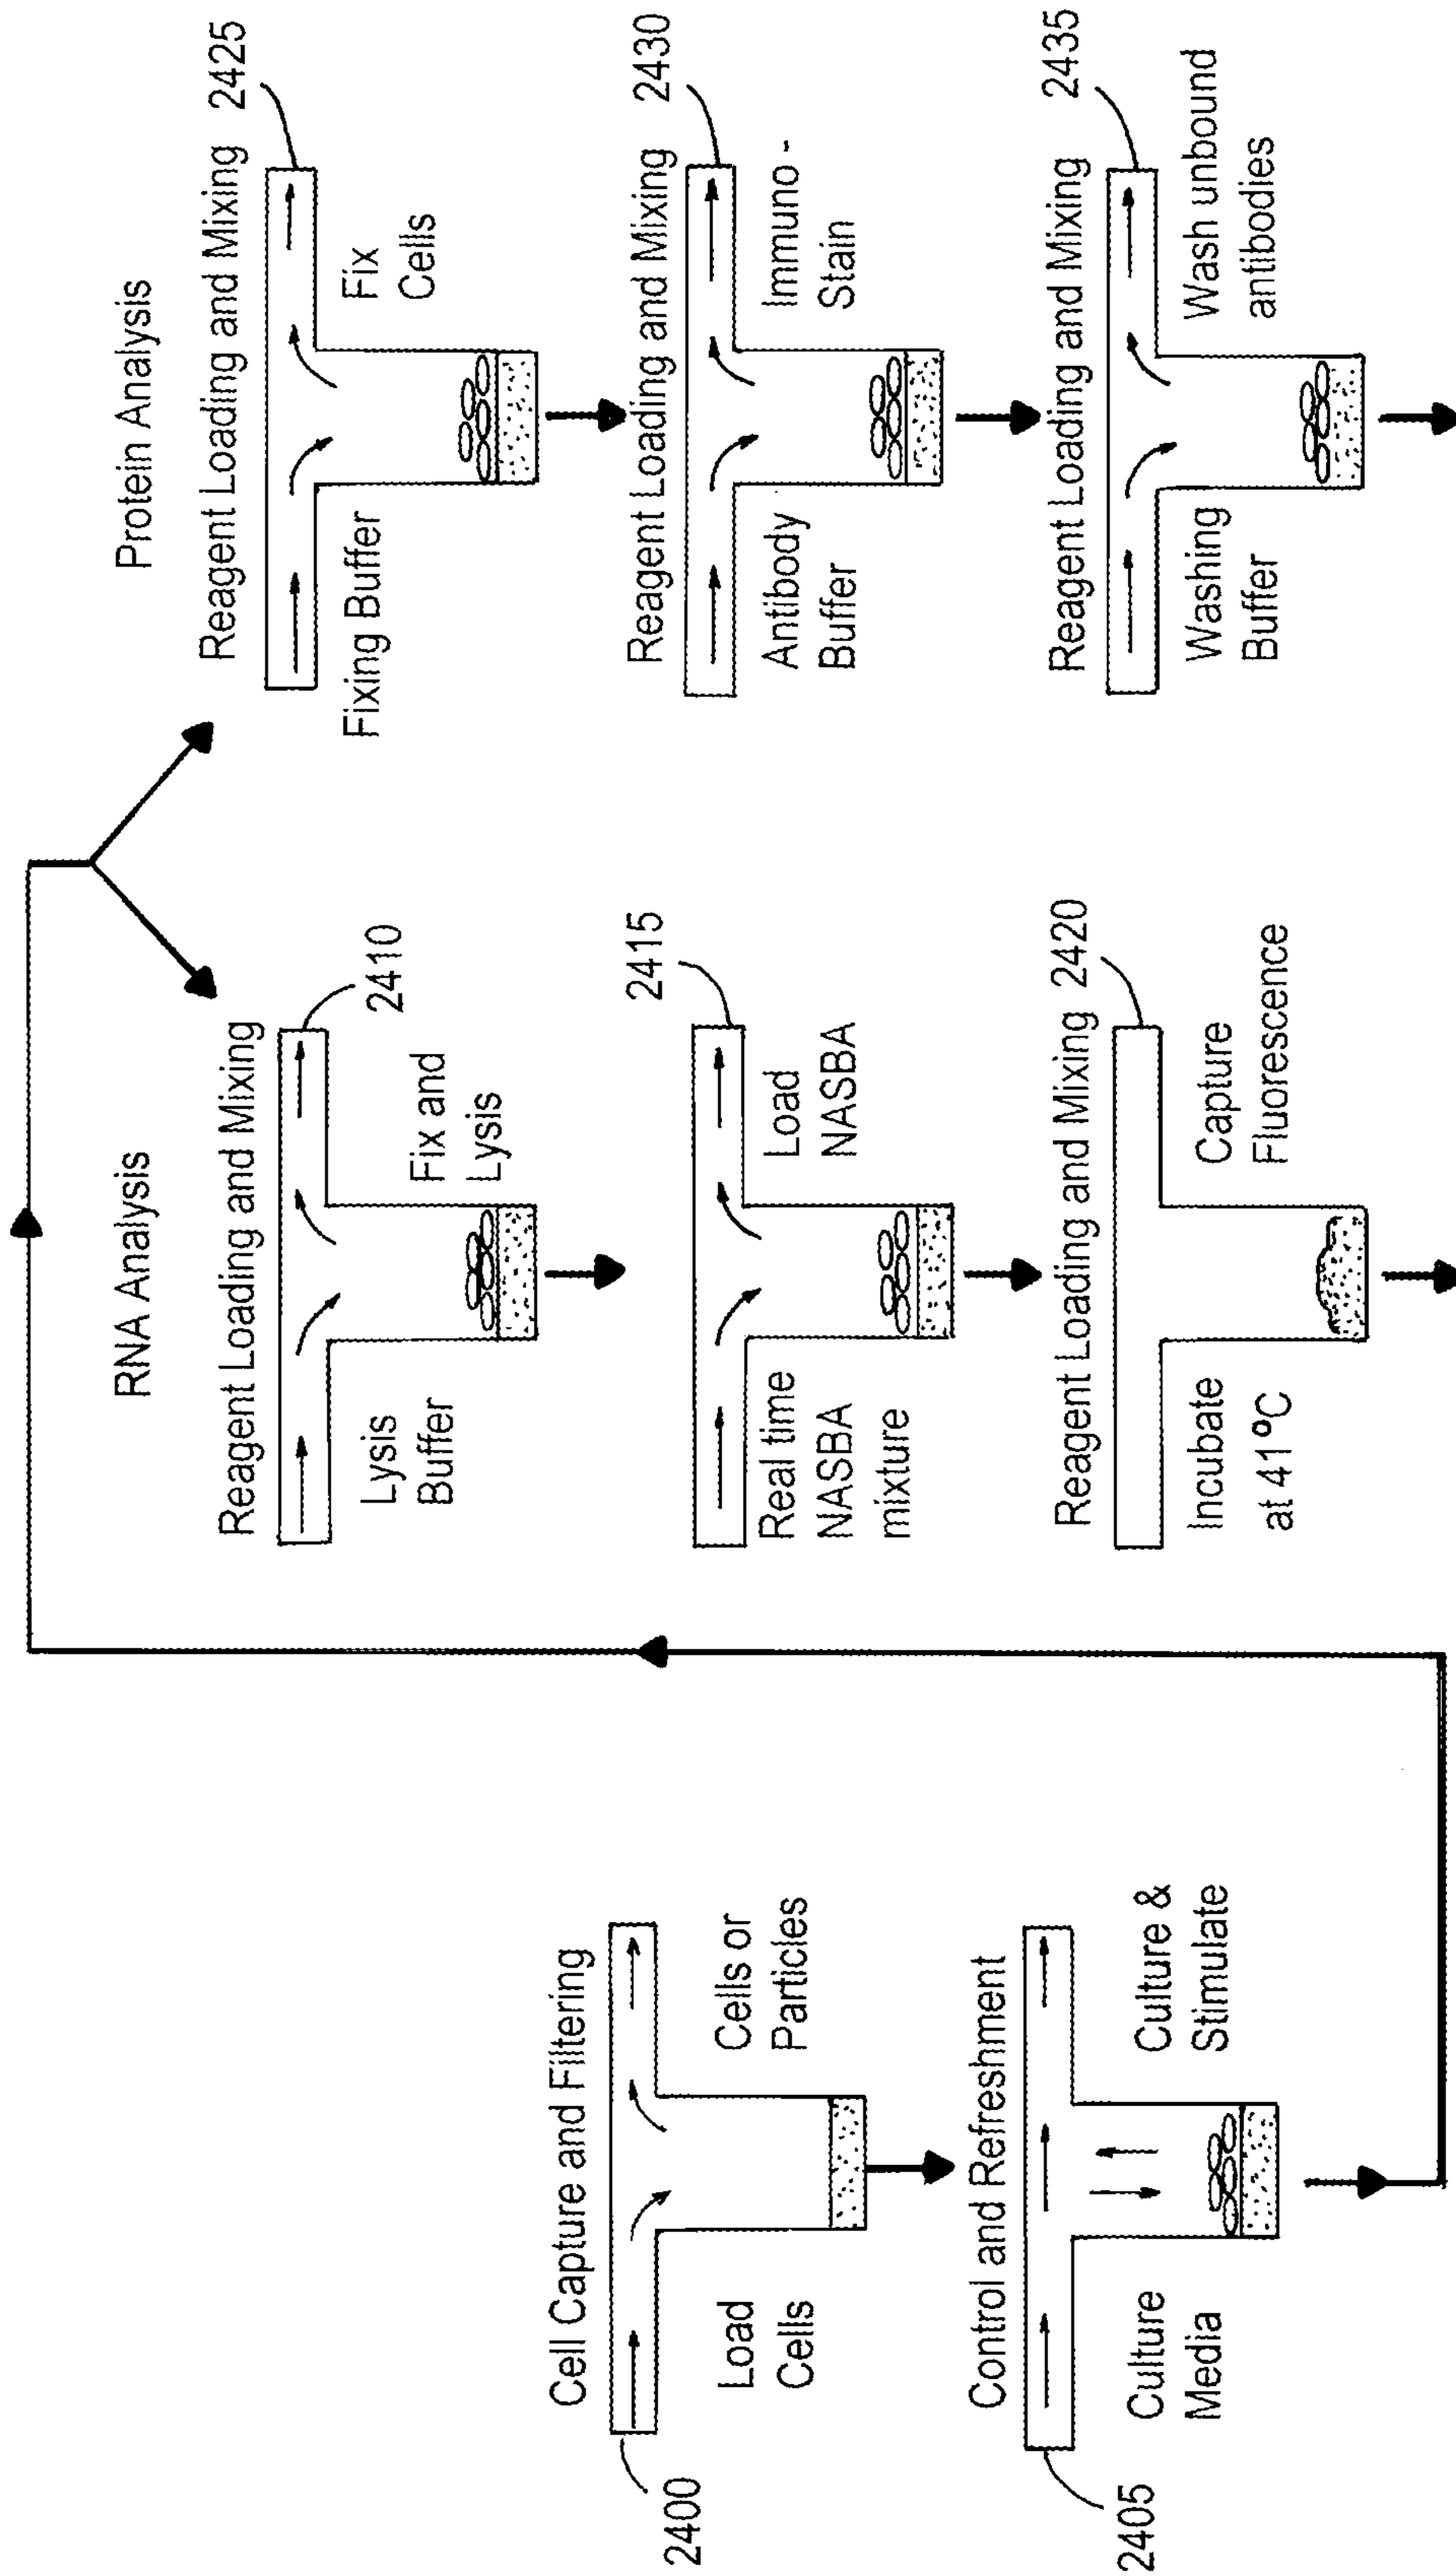 Cell Capture and Filtering
2400
Load
Cells
Cells or
Particles
Control and Refreshment
2405
Culture
Media
Culture &
Stimulate
RNA Analysis
Reagent Loading and Mixing
2410
Lysis
Buffer
Fix and
Lysis
2415
Real time
NASBA
mixture
Load
NASBA
Reagent Loading and Mixing 2420
Incubate
at 41°C
Capture
Fluorescence
Protein Analysis
Reagent Loading and Mixing 2425
Fixing Buffer
Fix
Cells
Reagent Loading and Mixing 2430
Antibody
Buffer
Immuno -
Stain
Reagent Loading and Mixing 2435
Washing
Buffer
Wash unbound
antibodies